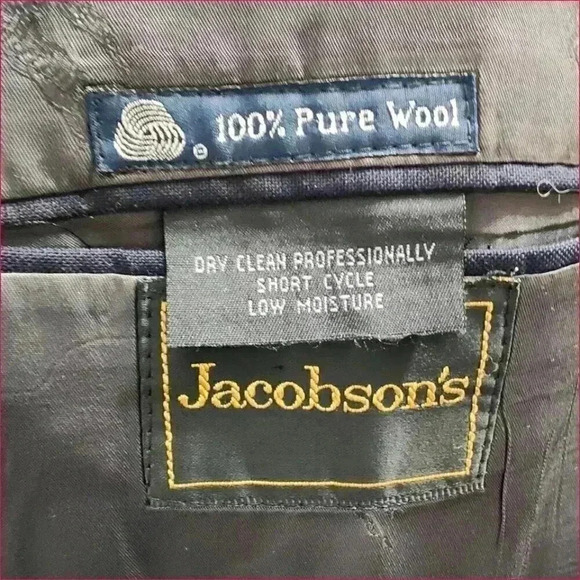 100% Pure Wool
DRY CLEAN PROFESSIONALLY
SHORT CYCLE
LOW MOISTURE
Jacobson's